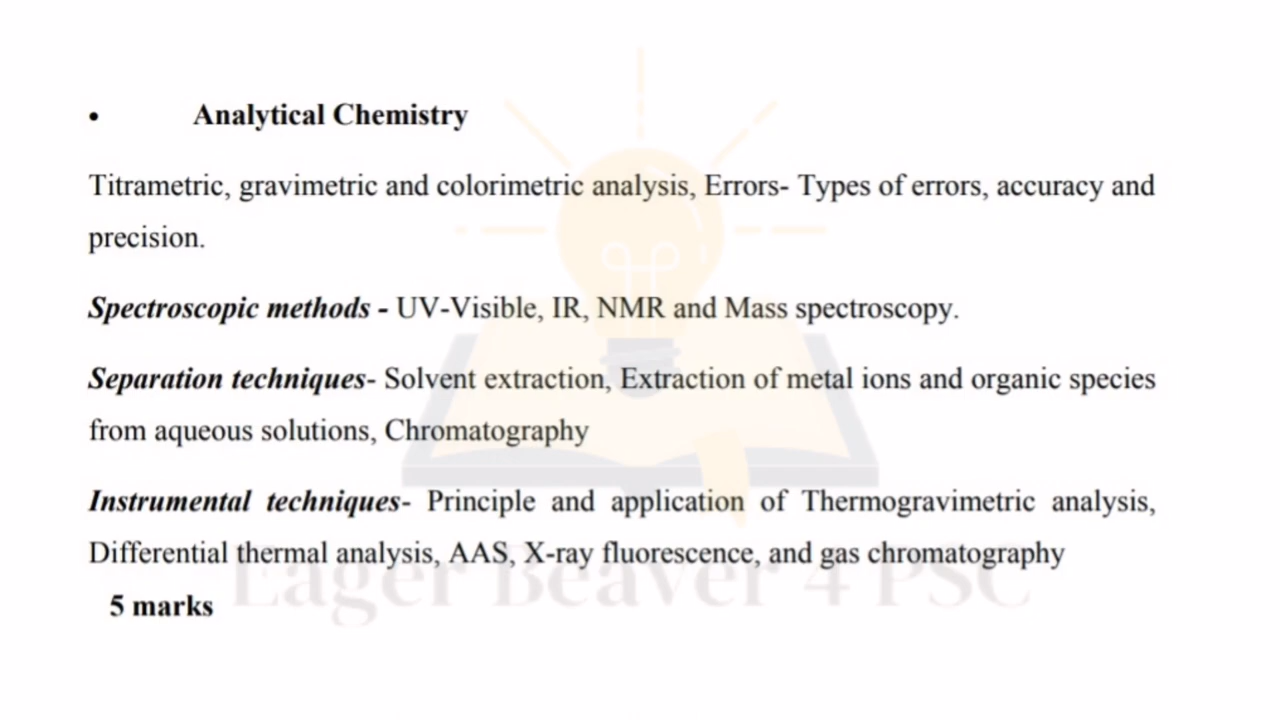 • Analytical Chemistry
Titrametric, gravimetric and colorimetric analysis, Errors- Types of errors, accuracy and
precision.
Spectroscopic methods - UV-Visible, IR, NMR and Mass spectroscopy.
Separation techniques- Solvent extraction, Extraction of metal ions and organic species
from aqueous solutions, Chromatography
Instrumental techniques- Principle and application of Thermogravimetric analysis,
Differential thermal analysis, AAS, X-ray fluorescence, and gas chromatography
Eager Beaver 4 PSC
5 marks